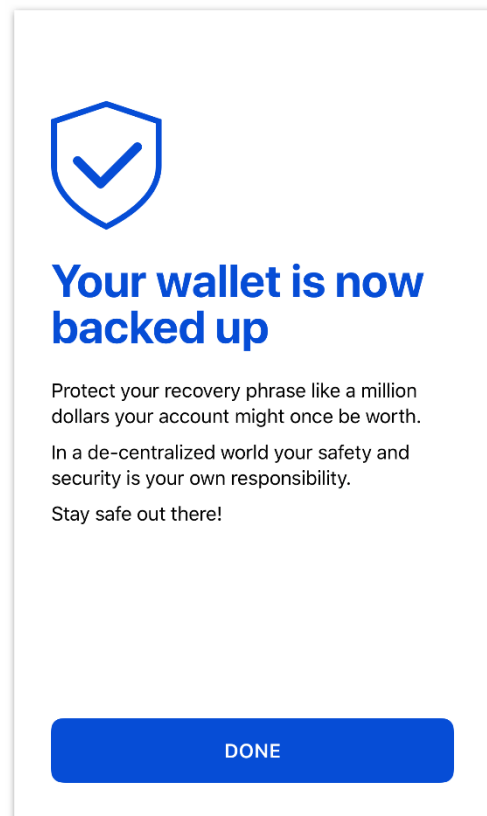 Your wallet is now
backed up
Protect your recovery phrase like a million
dollars your account might once be worth.
In a de-centralized world your safety and
security is your own responsibility.
Stay safe out there!
DONE